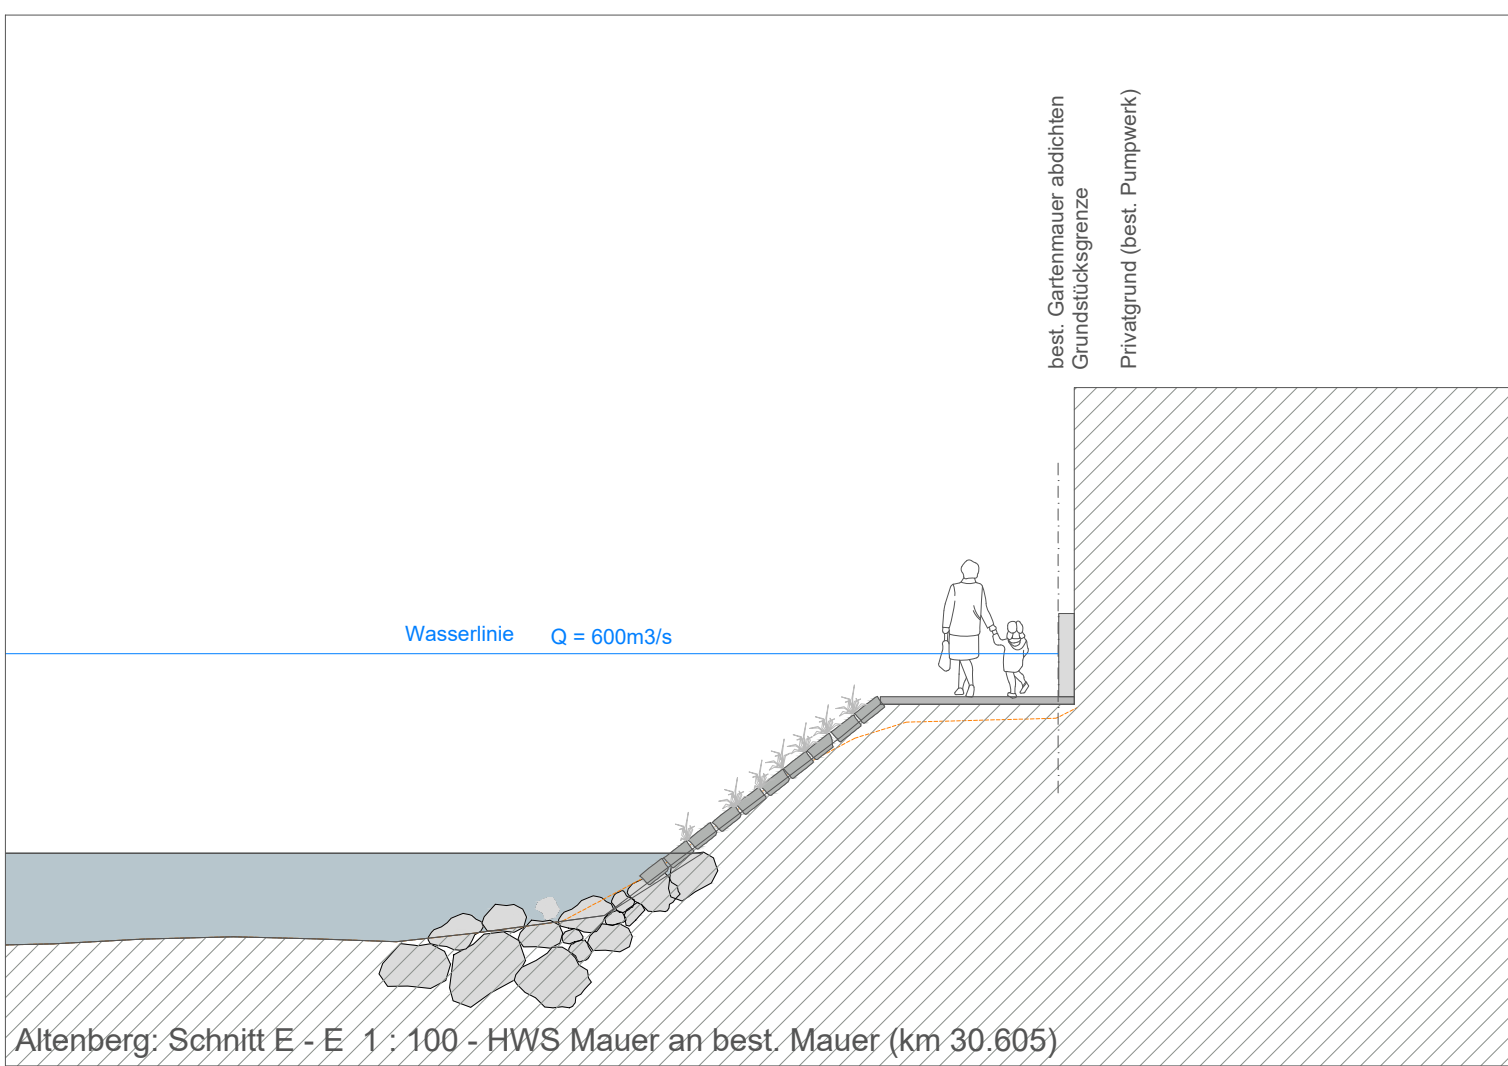 best. Gartenmauer abdichten
Grundstücksgrenze
Privatgrund (best. Pumpwerk)
Wasserlinie Q = 600m3/s
Altenberg: Schnitt E - E 1 : 100 - HWS Mauer an best. Mauer (km 30.605)